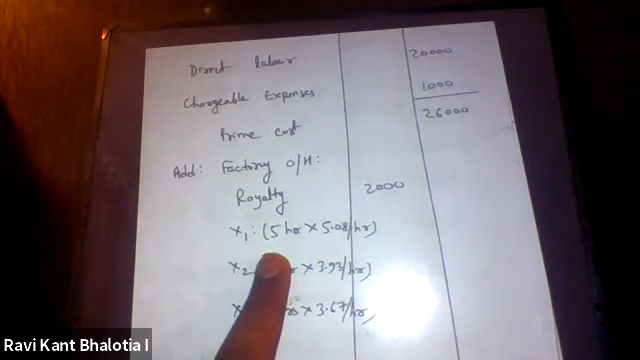 Direct labour 20000
Chargeable Expenses 1000
Prime cost 26000
Add: Factory O/H:
Royalty 2000
X1: (5 hr × 5.08/hr)
X2 × 3.93/hr)
X × 3.67/hr,
Ravi Kant Bhalotia I